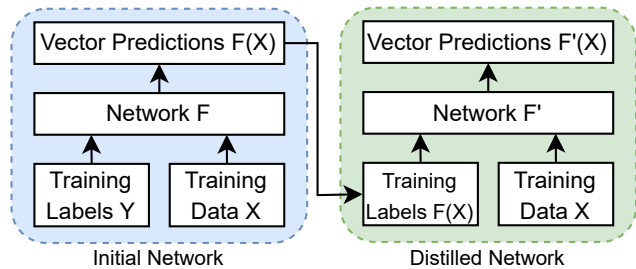 Vector Predictions F(X)
Network F
Training
Labels Y
Training
Data X
Initial Network
Vector Predictions F'(X)
Network F'
Training
Labels F(X)
Training
Data X
Distilled Network